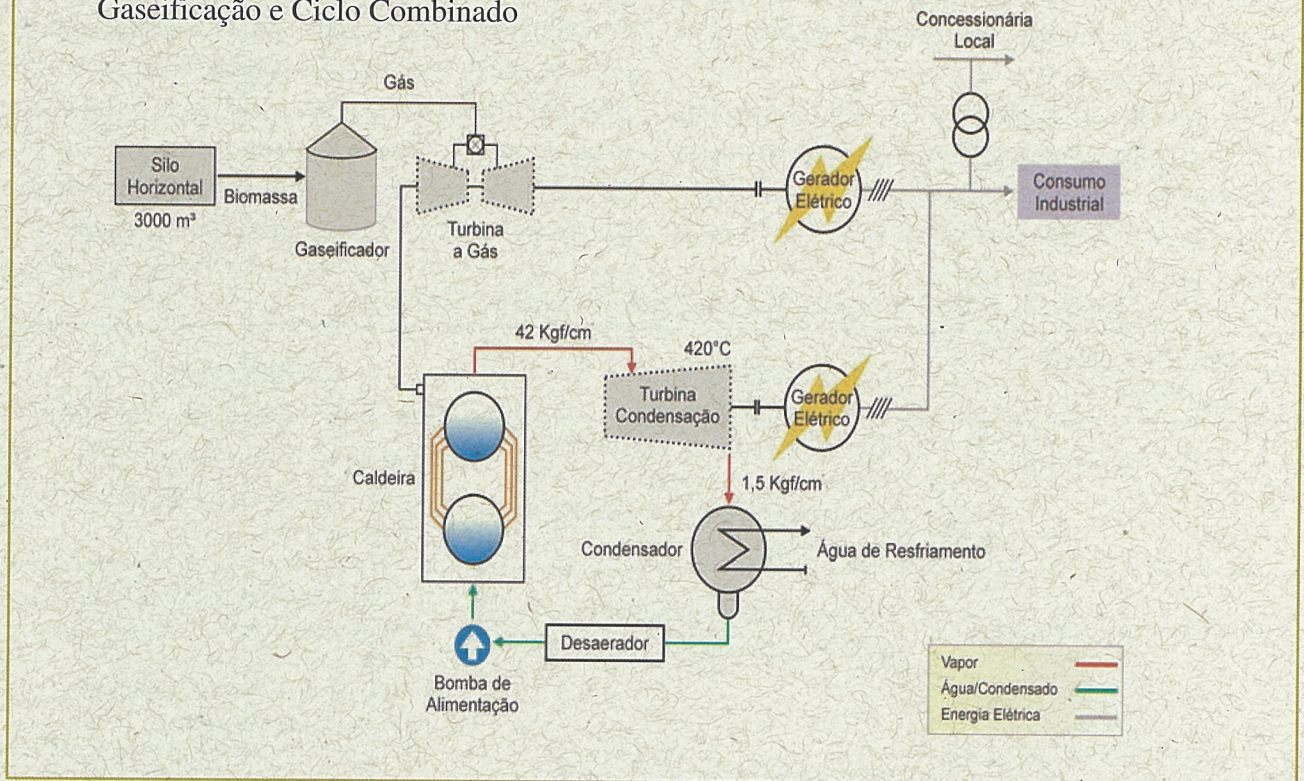 Gaseificação e Ciclo Combinado
Concessionária
Local
Gás
Silo
Horizontal
3000 m³
Biomassa
Gaseificador
Turbina
a Gás
Gerador
Elétrico
Consumo
Industrial
42 Kgf/cm
420°C
Turbina
Condensação
Gerador
Elétrico
Caldeira
1,5 Kgf/cm
Condensador
Água de Resfriamento
Desaerador
Bomba de
Alimentação
Vapor
Água/Condensado
Energia Elétrica